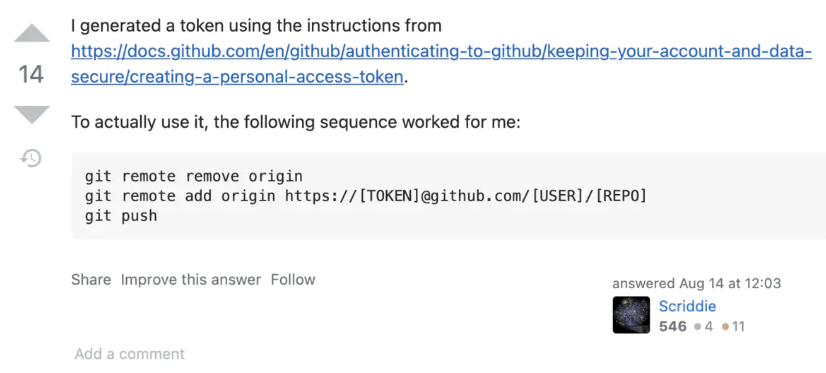 I generated a token using the instructions from
https://docs.github.com/en/github/authenticating-to-github/keeping-your-account-and-data-
secure/creating-a-personal-access-token.
14
To actually use it, the following sequence worked for me:
git remote remove origin
git remote add origin https://[TOKEN]@github.com/[USER]/[REPO]
git push
Share Improve this answer Follow
answered Aug 14 at 12:03
Scriddie
546 4 11
Add a comment